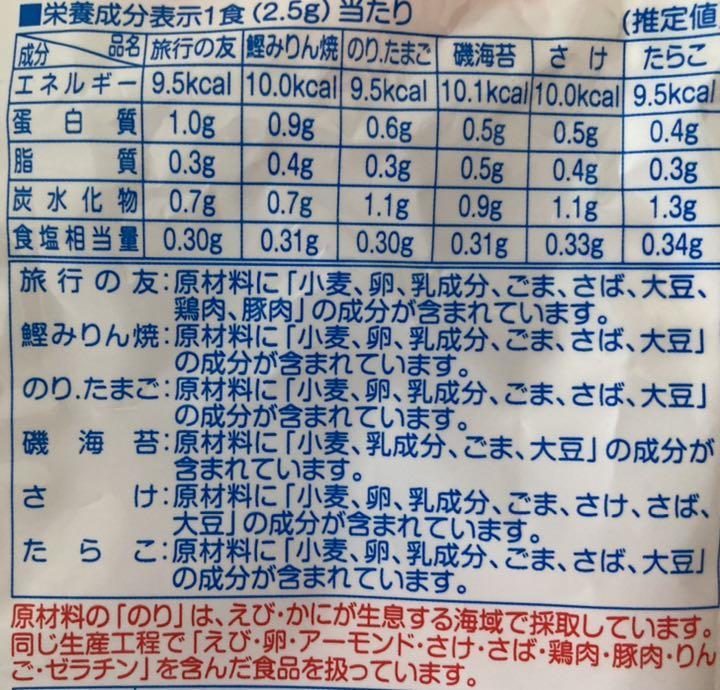 ■栄養成分表示1食(2.5g)当たり (推定値
成分 品名 旅行の友 鰹みりん焼 のり.たまご 磯海苔 さけ たらこ
エネルギー 9.5kcal 10.0kcal 9.5kcal 10.1kcal 10.0kcal 9.5kcal
蛋白質 1.0g 0.9g 0.6g 0.5g 0.5g 0.4g
脂質 0.3g 0.4g 0.3g 0.5g 0.4g 0.3g
炭水化物 0.7g 0.7g 1.1g 0.9g 1.1g 1.3g
食塩相当量 0.30g 0.31g 0.30g 0.31g 0.33g 0.34g
旅行の友:原材料に「小麦、卵、乳成分、ごま、さば、大豆、
鶏肉、豚肉」の成分が含まれています。
鰹みりん焼:原材料に「小麦、卵、乳成分、ごま、さば、大豆」
の成分が含まれています。
のり.たまご:原材料に「小麦、卵、乳成分、ごま、さば、大豆」
の成分が含まれています。
磯海苔:原材料に「小麦、乳成分、ごま、大豆」の成分が
含まれています。
さけ:原材料に「小麦、卵、乳成分、ごま、さけ、さば、
大豆」の成分が含まれています。
たらこ:原材料に「小麦、卵、乳成分、ごま、さば、大豆」
の成分が含まれています。
原材料の「のり」は、えび・かにが生息する海域で採取しています。
同じ生産工程で「えび・卵・アーモンド・さけ・さば・鶏肉・豚肉・りん
ご・ゼラチン」を含んだ食品を扱っています。